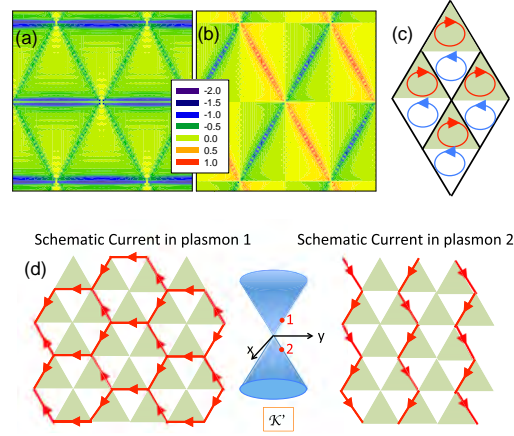 (a)
(b)
(c)
-2.0
-1.5
-1.0
-0.5
0.0
0.5
1.0
Schematic Current in plasmon 1
Schematic Current in plasmon 2
(d)
1
y
x
2
𝒦'